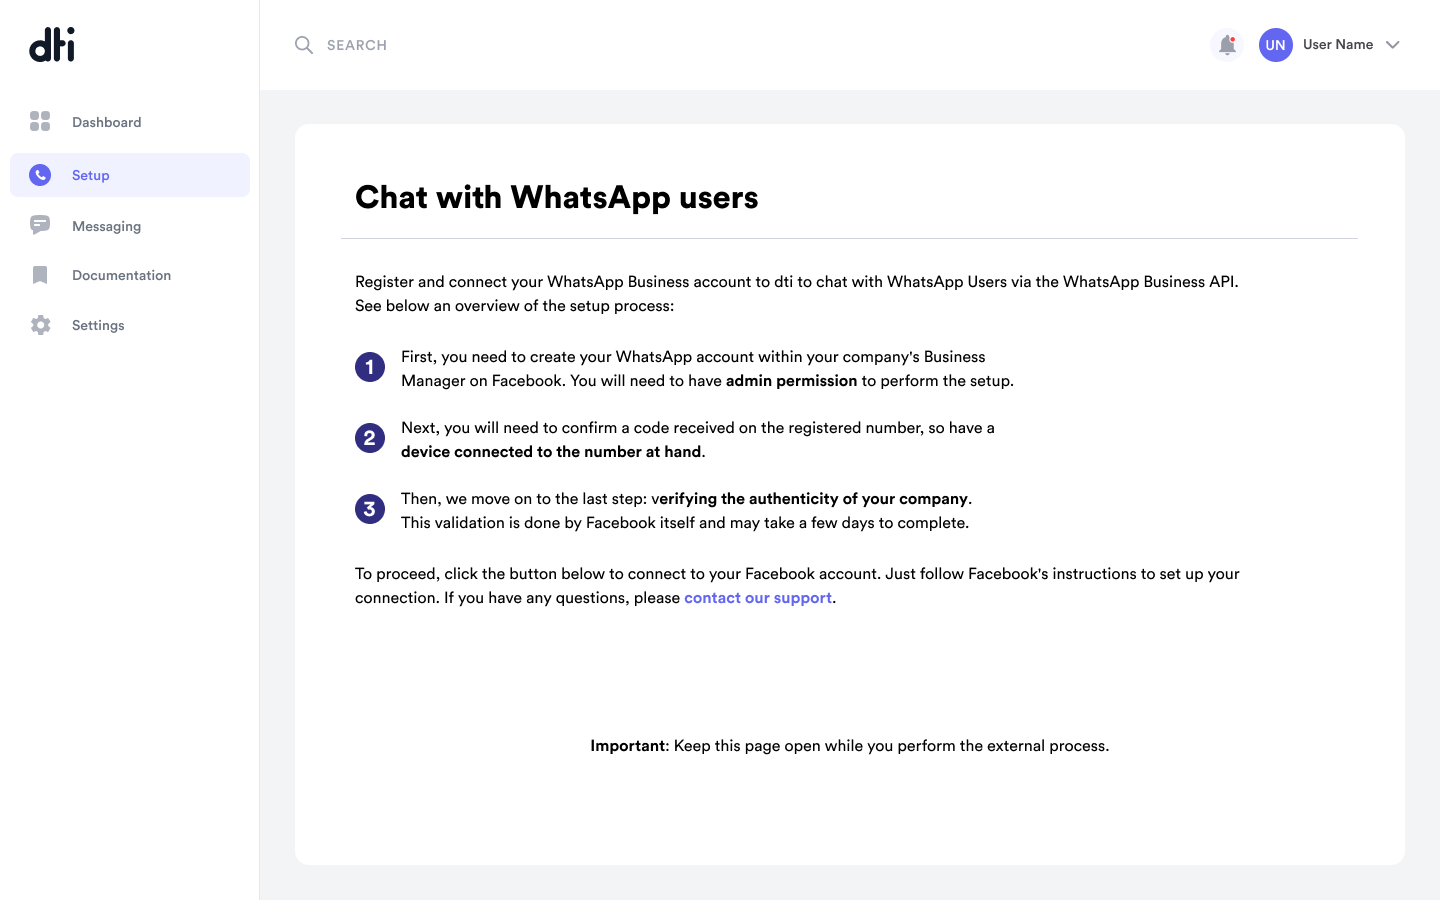 dti
SEARCH
UN
User Name
Dashboard
Setup
Messaging
Documentation
Settings
Chat with WhatsApp users
Register and connect your WhatsApp Business account to dti to chat with WhatsApp Users via the WhatsApp Business API.
See below an overview of the setup process:
1
First, you need to create your WhatsApp account within your company's Business
Manager on Facebook. You will need to have admin permission to perform the setup.
2
Next, you will need to confirm a code received on the registered number, so have a
device connected to the number at hand.
3
Then, we move on to the last step: verifying the authenticity of your company.
This validation is done by Facebook itself and may take a few days to complete.
To proceed, click the button below to connect to your Facebook account. Just follow Facebook's instructions to set up your
connection. If you have any questions, please contact our support.
Important: Keep this page open while you perform the external process.